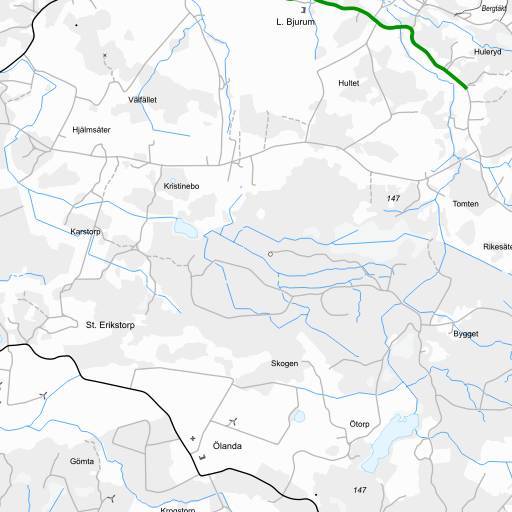 Bergtäkt
L. Bjurum
Huleryd
Hultet
Välfället
Hjälmsäter
Kristinebo
147
Tomten
Karstorp
Rikesäte
St. Erikstorp
Bygget
Skogen
Ötorp
Ölanda
Gömta
147
Krogstorp